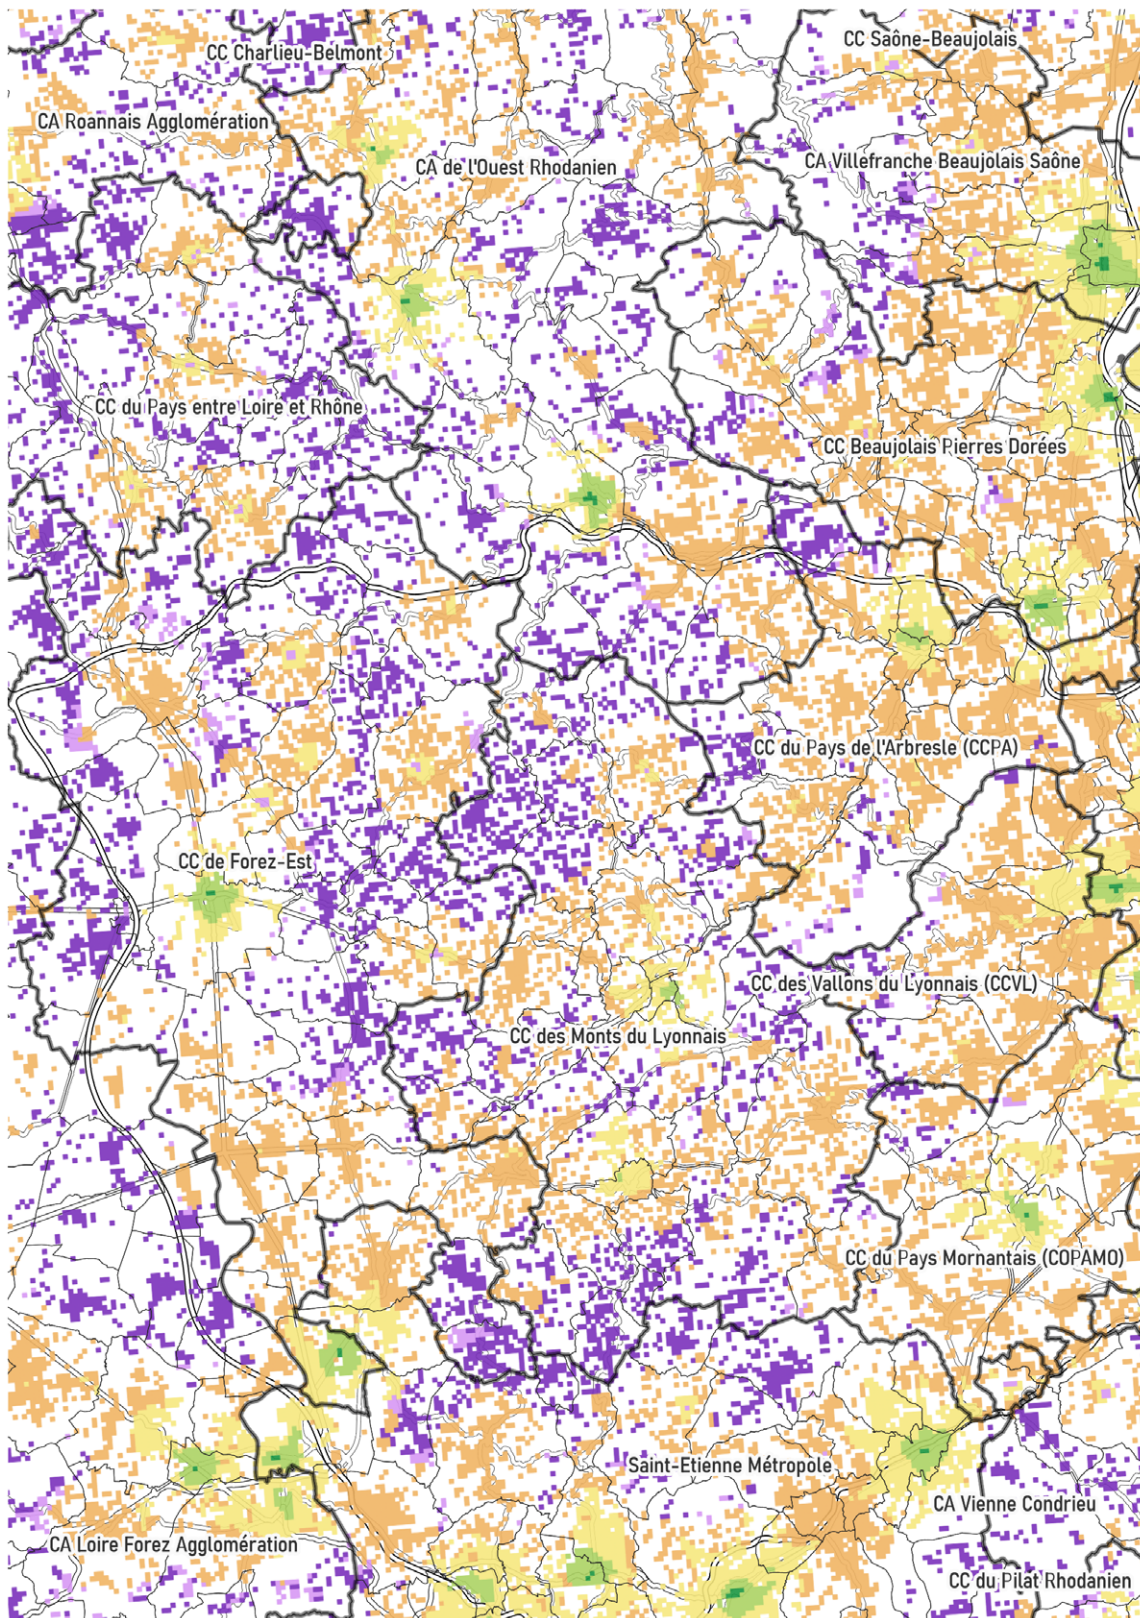 CC Saône-Beaujolais
CC Charlieu-Belmont
CA Roannais Agglomération
CA Villefranche Beaujolais Saône
CA de l'Ouest Rhodanien
CC du Pays entre Loire et Rhône
CC Beaujolais Pierres Dorées
CC du Pays de l'Arbresle (CCPA)
CC de Forez-Est
CC des Vallons du Lyonnais (CCVL)
CC des Monts du Lyonnais
CC du Pays Mornantais (COPAMO)
Saint-Etienne Métropole
CA Vienne Condrieu
CA Loire Forez Agglomération
CC du Pilat Rhodanien